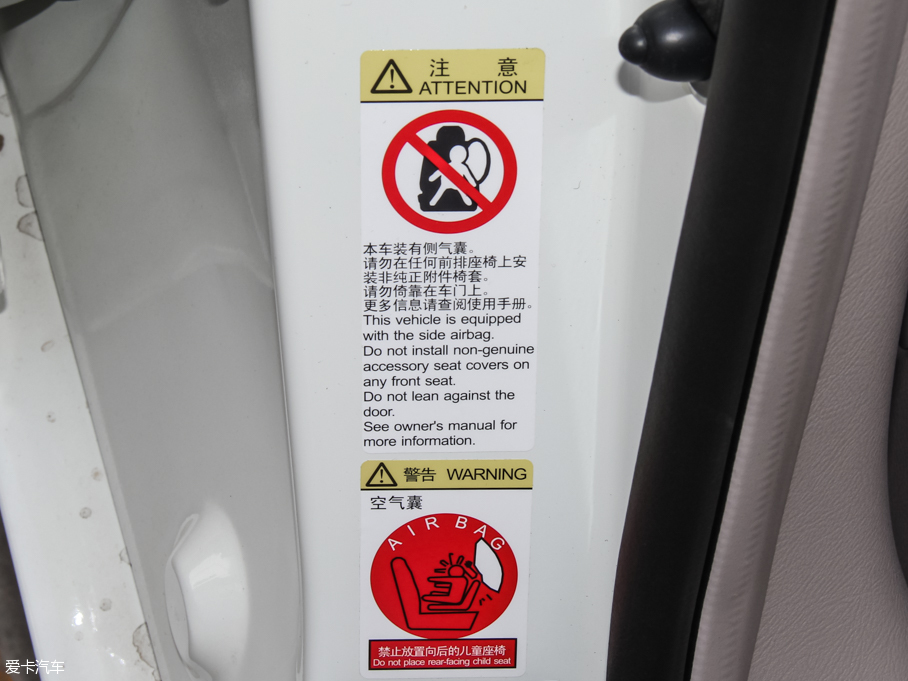 注 意
ATTENTION
本车装有侧气囊。
请勿在任何前排座椅上安
装非纯正附件椅套。
请勿倚靠在车门上。
更多信息请查阅使用手册。
This vehicle is equipped
with the side airbag.
Do not install non-genuine
accessory seat covers on
any front seat.
Do not lean against the
door.
See owner's manual for
more information.
警告 WARNING
空气囊
AIRBAG
禁止放置向后的儿童座椅
Do not place rear-facing child seat
爱卡汽车